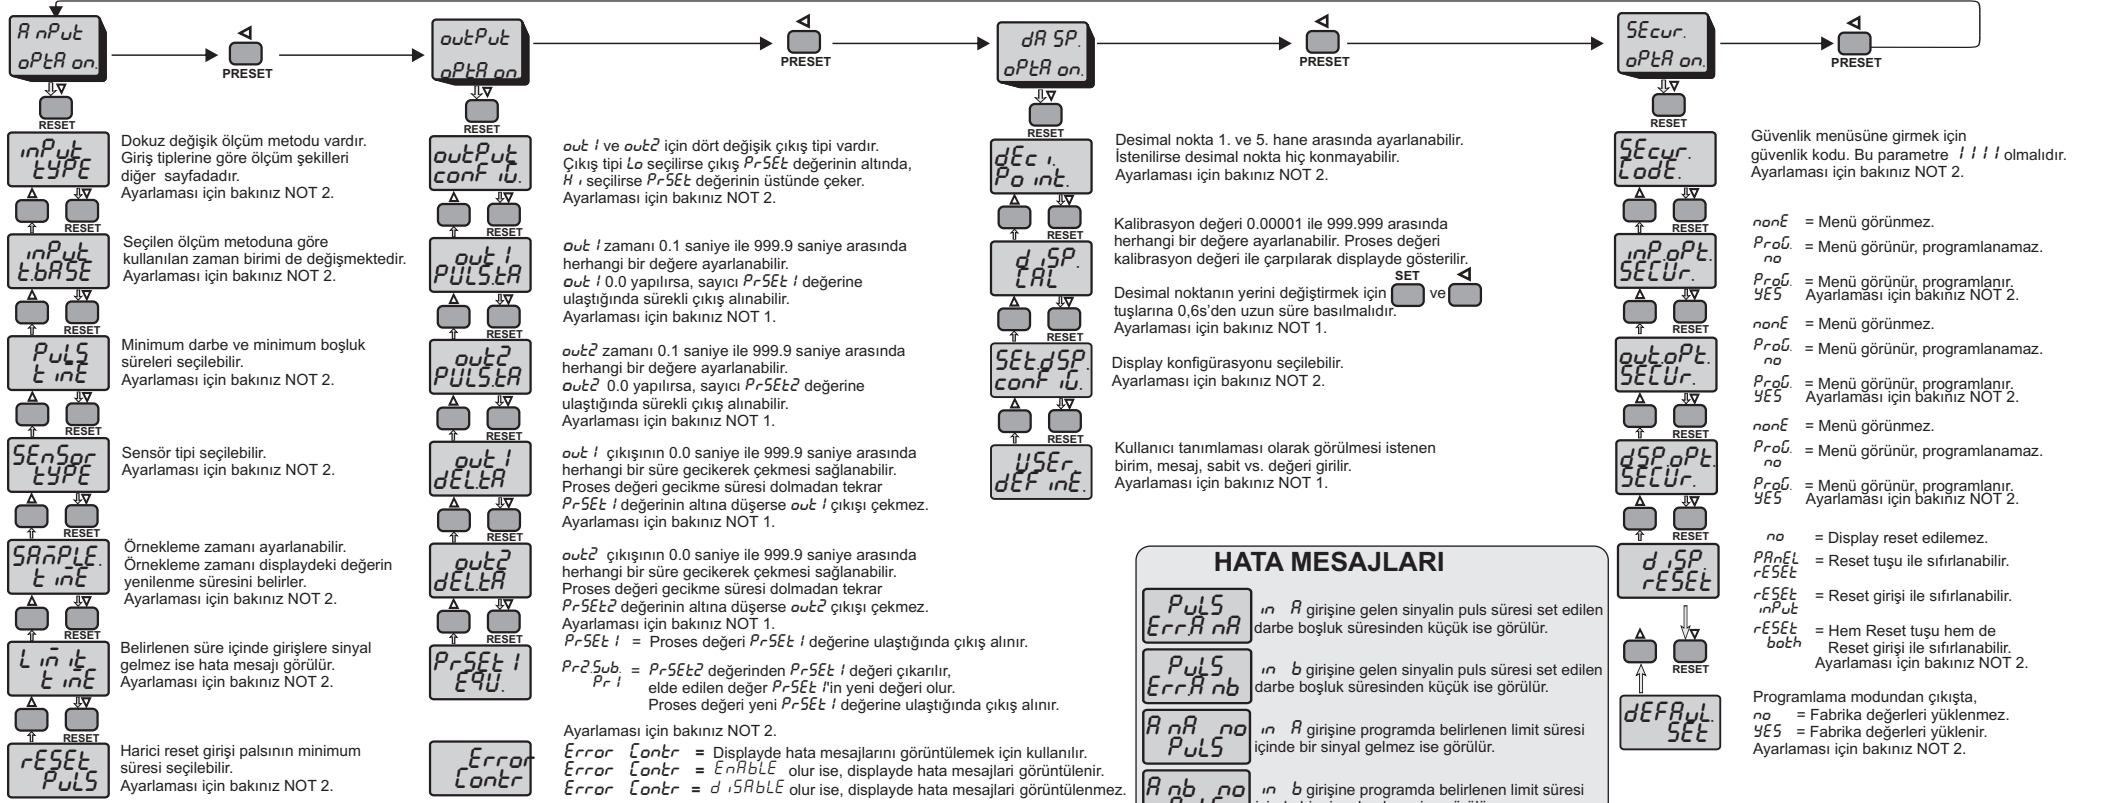 A nPut
oPtA on.
PRESET
outPut
oPtA on
PRESET
dA SP.
oPtA on.
PRESET
SEcur.
oPtA on.
PRESET
RESET
inPut
tYPE
Dokuz değişik ölçüm metodu vardır.
Giriş tiplerine göre ölçüm şekilleri
diğer sayfadadır.
Ayarlaması için bakınız NOT 2.
RESET
inPut
t.bASE
Seçilen ölçüm metoduna göre
kullanılan zaman birimi de değişmektedir.
Ayarlaması için bakınız NOT 2.
RESET
PulS
t inE
Minimum darbe ve minimum boşluk
süreleri seçilebilir.
Ayarlaması için bakınız NOT 2.
RESET
SEnSor
tYPE
Sensör tipi seçilebilir.
Ayarlaması için bakınız NOT 2.
RESET
SAnPLE.
t inE
Örnekleme zamanı ayarlanabilir.
Örnekleme zamanı displaydeki değerin
yenilenme süresini belirler.
Ayarlaması için bakınız NOT 2.
RESET
L in it
t inE
Belirlenen süre içinde girişlere sinyal
gelmez ise hata mesajı görülür.
Ayarlaması için bakınız NOT 2.
RESET
rESEt
PulS
Harici reset girişi palsının minimum
süresi seçilebilir.
Ayarlaması için bakınız NOT 2.
RESET
outPut
conF iG.
out 1 ve out2 için dört değişik çıkış tipi vardır.
Çıkış tipi Lo seçilirse çıkış PrSEt değerinin altında,
H i seçilirse PrSEt değerinin üstünde çeker.
Ayarlaması için bakınız NOT 2.
RESET
out 1
PULS.tA
out 1 zamanı 0.1 saniye ile 999.9 saniye arasında
herhangi bir değere ayarlanabilir.
out 1 0.0 yapılırsa, sayıcı PrSEt 1 değerine
ulaştığında sürekli çıkış alınabilir.
Ayarlaması için bakınız NOT 1.
RESET
out2
PULS.tA
out2 zamanı 0.1 saniye ile 999.9 saniye arasında
herhangi bir değere ayarlanabilir.
out2 0.0 yapılırsa, sayıcı PrSEt2 değerine
ulaştığında sürekli çıkış alınabilir.
Ayarlaması için bakınız NOT 1.
RESET
out 1
dEL.tA
out 1 çıkışının 0.0 saniye ile 999.9 saniye arasında
herhangi bir süre gecikerek çekmesi sağlanabilir.
Proses değeri gecikme süresi dolmadan tekrar
PrSEt 1 değerinin altına düşerse out 1 çıkışı çekmez.
Ayarlaması için bakınız NOT 1.
RESET
out2
dEL.tA
out2 çıkışının 0.0 saniye ile 999.9 saniye arasında
herhangi bir süre gecikerek çekmesi sağlanabilir.
Proses değeri gecikme süresi dolmadan tekrar
PrSEt2 değerinin altına düşerse out2 çıkışı çekmez.
Ayarlaması için bakınız NOT 1.
RESET
PrSEt 1
E9U.
PrSEt 1 = Proses değeri PrSEt 1 değerine ulaştığında çıkış alınır.
Pr2.Sub. = PrSEt2 değerinden PrSEt 1 değeri çıkarılır,
Pr 1
elde edilen değer PrSEt 1'in yeni değeri olur.
Proses değeri yeni PrSEt 1 değerine ulaştığında çıkış alınır.
Ayarlaması için bakınız NOT 2.
Error
Contr
Error Contr = Displayde hata mesajlarını görüntülemek için kullanılır.
Error Contr = EnAbLE olur ise, displayde hata mesajlari görüntülenir.
Error Contr = d iSAbLE olur ise, displayde hata mesajlari görüntülenmez.
RESET
dEc i.
Po int.
Desimal nokta 1. ve 5. hane arasında ayarlanabilir.
İstenilirse desimal nokta hiç konmayabilir.
Ayarlaması için bakınız NOT 2.
RESET
d iSP.
CAL
Kalibrasyon değeri 0.00001 ile 999.999 arasında
herhangi bir değere ayarlanabilir. Proses değeri
kalibrasyon değeri ile çarpılarak displayde gösterilir.
SET
Desimal noktanın yerini değiştirmek için ve
tuşlarına 0,6s'den uzun süre basılmalıdır.
Ayarlaması için bakınız NOT 1.
RESET
SEt.dSP.
conF iG.
Display konfigürasyonu seçilebilir.
Ayarlaması için bakınız NOT 2.
RESET
USEr
dEF inE.
Kullanıcı tanımlaması olarak görülmesi istenen
birim, mesaj, sabit vs. değeri girilir.
Ayarlaması için bakınız NOT 1.
HATA MESAJLARI
PulS
Err.A nA
in A girişine gelen sinyalin puls süresi set edilen
darbe boşluk süresinden küçük ise görülür.
PulS
ErrA nb
in b girişine gelen sinyalin puls süresi set edilen
darbe boşluk süresinden küçük ise görülür.
A nA no
PulS
in A girişine programda belirlenen limit süresi
içinde bir sinyal gelmez ise görülür.
A nb no
in b girişine programda belirlenen limit süresi
RESET
SEcur.
CodE.
Güvenlik menüsüne girmek için
güvenlik kodu. Bu parametre 1111 olmalıdır.
Ayarlaması için bakınız NOT 2.
RESET
inP.oPt.
SECUr.
nonE = Menü görünmez.
ProG. no = Menü görünür, programlanamaz.
ProG. YES = Menü görünür, programlanır.
Ayarlaması için bakınız NOT 2.
RESET
out.oPt.
SECUr.
nonE = Menü görünmez.
ProG. no = Menü görünür, programlanamaz.
ProG. YES = Menü görünür, programlanır.
Ayarlaması için bakınız NOT 2.
RESET
dSP.oPt.
SECUr.
nonE = Menü görünmez.
ProG. no = Menü görünür, programlanamaz.
ProG. YES = Menü görünür, programlanır.
Ayarlaması için bakınız NOT 2.
RESET
d iSP.
rESEt
no = Display reset edilemez.
PAnEL rESEt = Reset tuşu ile sıfırlanabilir.
rESEt inPut = Reset girişi ile sıfırlanabilir.
rESEt both = Hem Reset tuşu hem de
Reset girişi ile sıfırlanabilir.
Ayarlaması için bakınız NOT 2.
RESET
dEFAuL.
SEt
Programlama modundan çıkışta,
no = Fabrika değerleri yüklenmez.
YES = Fabrika değerleri yüklenir.
Ayarlaması için bakınız NOT 2.